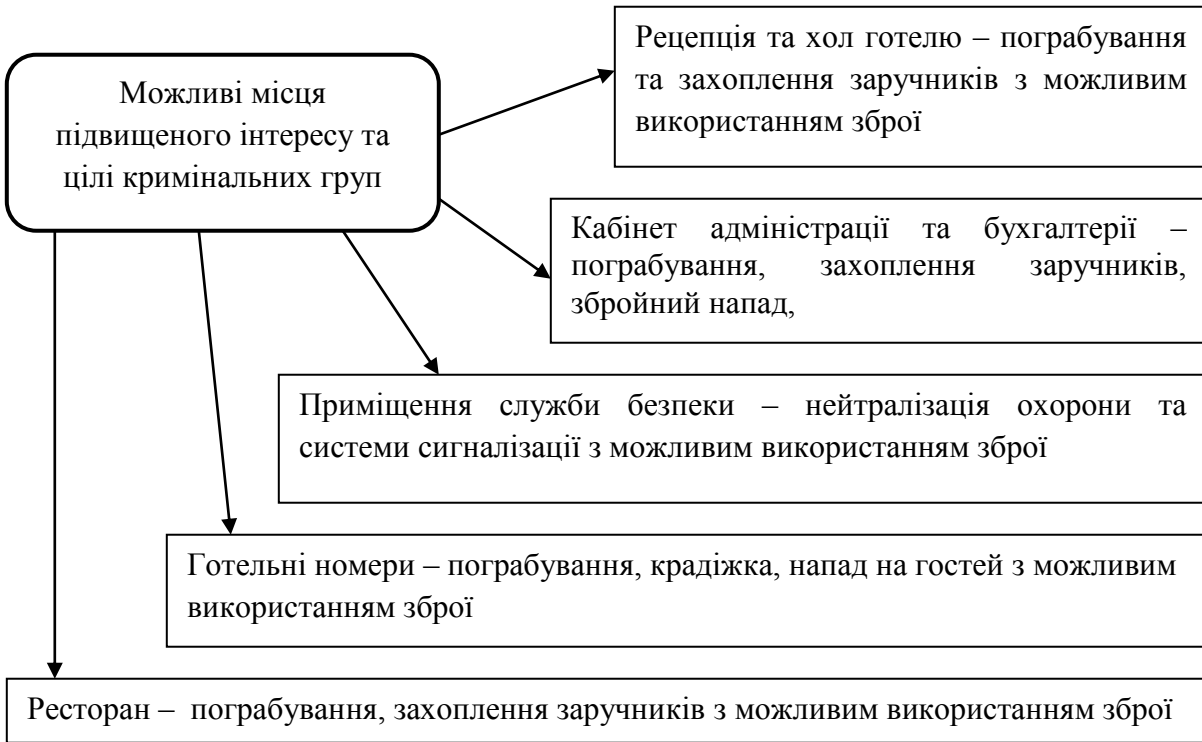 Можливі місця
підвищеного інтересу та
цілі кримінальних груп
Рецепція та хол готелю – пограбування
та захоплення заручників з можливим
використанням зброї
Кабінет адміністрації та бухгалтерії –
пограбування, захоплення заручників,
збройний напад,
Приміщення служби безпеки – нейтралізація охорони та
системи сигналізації з можливим використанням зброї
Готельні номери – пограбування, крадіжка, напад на гостей з можливим
використанням зброї
Ресторан – пограбування, захоплення заручників з можливим використанням зброї